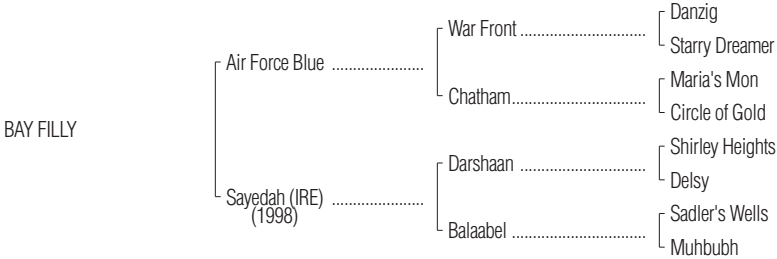 Danzig
War Front ..............................
Starry Dreamer
Air Force Blue ......................
Maria's Mon
Chatham................................
Circle of Gold
BAY FILLY
Shirley Heights
Darshaan ..............................
Delsy
Sayedah (IRE) ......................
(1998)
Sadler's Wells
Balaabel ................................
Muhbubh